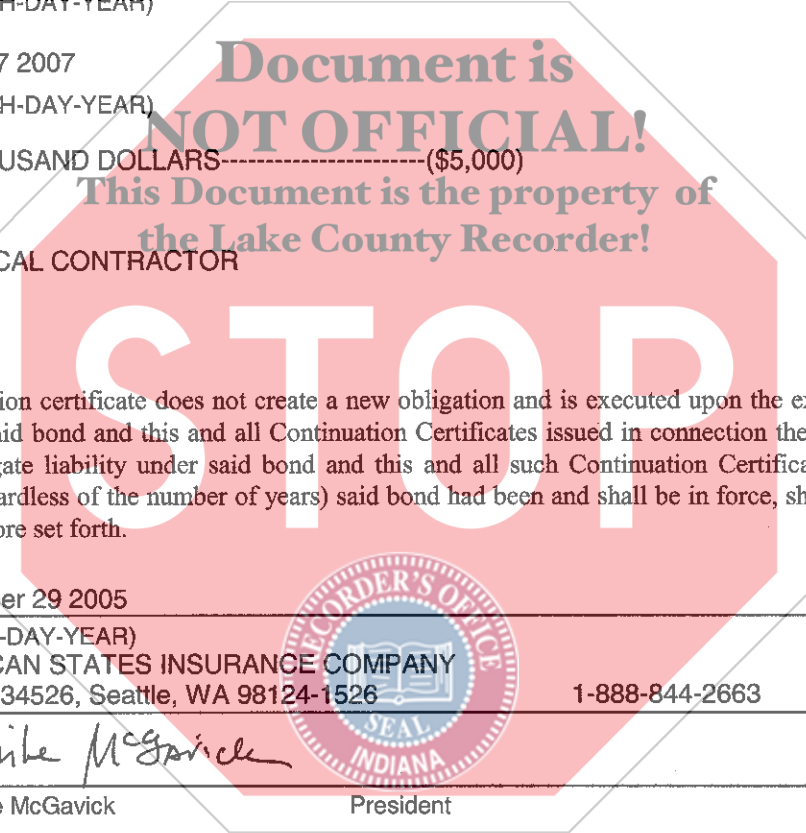 H-DAY-YEAR)
7 2007
Document is
H-DAY-YEAR)
NOT OFFICIAL!
USAND DOLLARS-----------------------($5,000)
This Document is the property of
the Lake County Recorder!
CAL CONTRACTOR
STOP
ion certificate does not create a new obligation and is executed upon the ex
id bond and this and all Continuation Certificates issued in connection the
gate liability under said bond and this and all such Continuation Certifica
ardless of the number of years) said bond had been and shall be in force, sh
ore set forth.
RECORDER'S OFFICE
SEAL
INDIANA
er 29 2005
-DAY-YEAR)
CAN STATES INSURANCE COMPANY
34526, Seattle, WA 98124-1526 1-888-844-2663
ike McGavick
e McGavick President